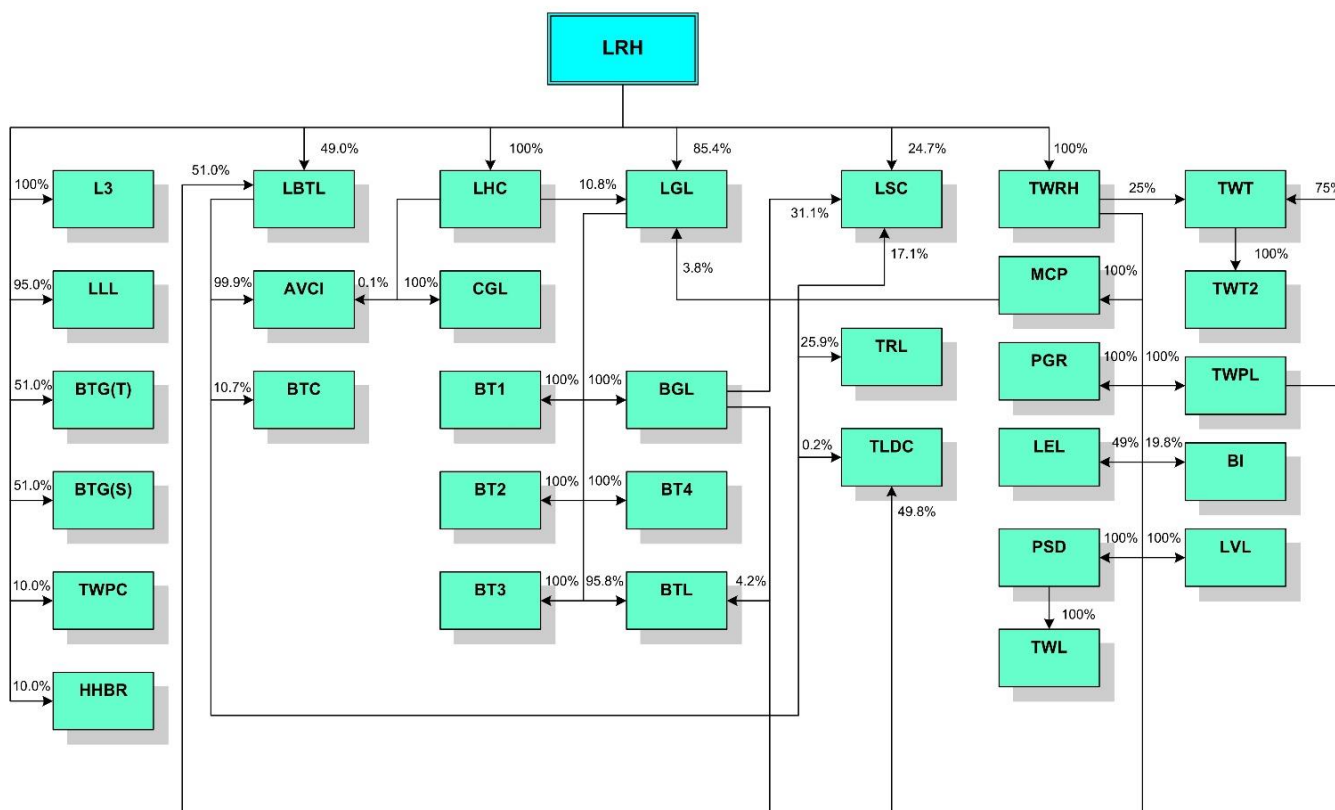 LRH
49.0%
100%
85.4%
24.7%
100%
51.0%
100%
L3
LBTL
LHC
10.8%
LGL
LSC
TWRH
25%
TWT
75%
31.1%
17.1%
3.8%
95.0%
LLL
99.9%
AVCI
0.1%
100%
CGL
MCP
100%
100%
TWT2
25.9%
TRL
51.0%
BTG(T)
10.7%
BTC
BT1
100%
100%
BGL
PGR
100%
100%
TWPL
51.0%
BTG(S)
BT2
100%
100%
BT4
0.2%
TLDC
49.8%
LEL
49%
19.8%
BI
10.0%
TWPC
BT3
100%
95.8%
BTL
4.2%
PSD
100%
100%
LVL
100%
TWL
10.0%
HHBR